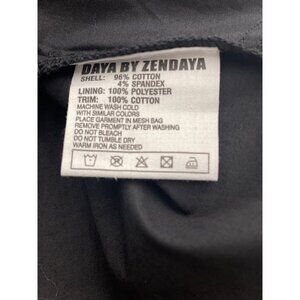 DAYA BY ZENDAYA
SHELL: 96% COTTON
4% SPANDEX
LINING: 100% POLYESTER
TRIM: 100% COTTON
MACHINE WASH COLD
WITH SIMILAR COLORS
PLACE GARMENT IN MESH BAG
REMOVE PROMPTLY AFTER WASHING
DO NOT BLEACH
DO NOT TUMBLE DRY
WARM IRON AS NEEDED